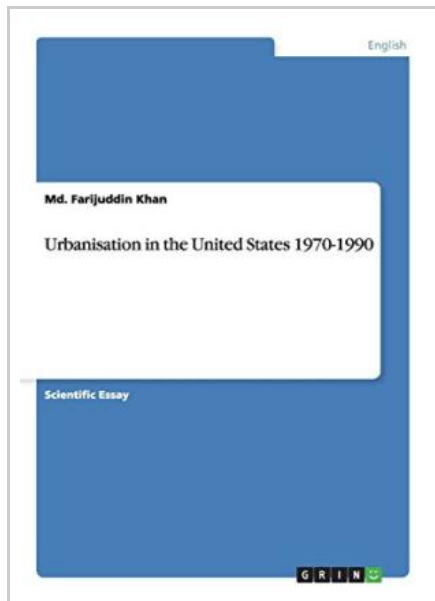 English
Md. Farijuddin Khan
Urbanisation in the United States 1970-1990
Scientific Essay
GRIN